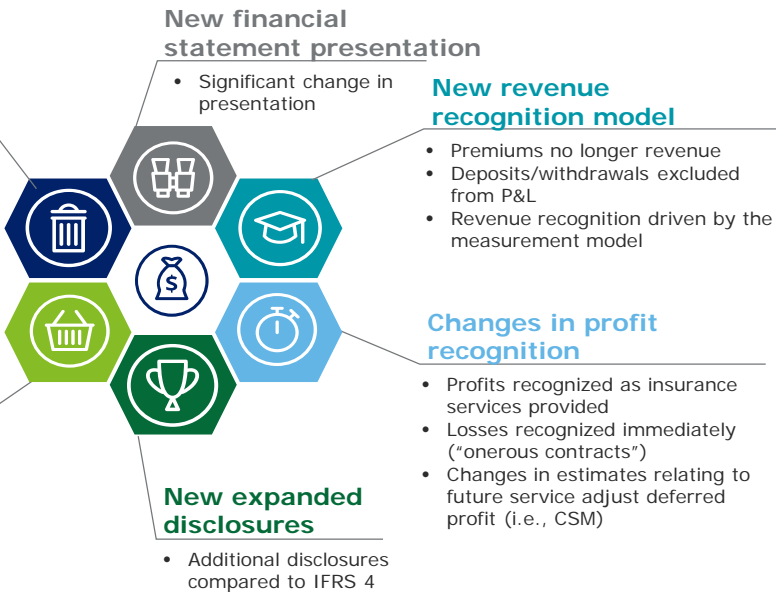 New financial
statement presentation
• Significant change in
presentation
New revenue
recognition model
• Premiums no longer revenue
• Deposits/withdrawals excluded
from P&L
• Revenue recognition driven by the
measurement model
$
Changes in profit
recognition
• Profits recognized as insurance
services provided
• Losses recognized immediately
(“onerous contracts”)
• Changes in estimates relating to
future service adjust deferred
profit (i.e., CSM)
New expanded
disclosures
• Additional disclosures
compared to IFRS 4